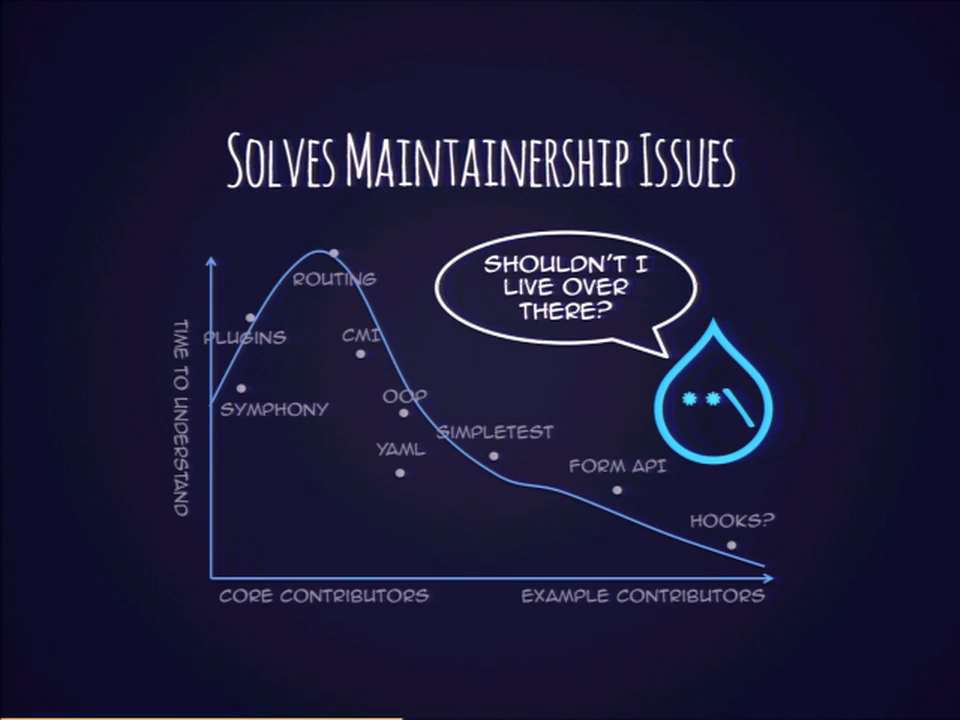 SOLVES MAINTAINERSHIP ISSUES
SHOULDN'T I
LIVE OVER
THERE?
ROUTING
PLUGINS
CMI
SYMPHONY
OOP
SIMPLETEST
YAML
FORM API
HOOKS?
TIME TO UNDERSTAND
CORE CONTRIBUTORS
EXAMPLE CONTRIBUTORS
**\